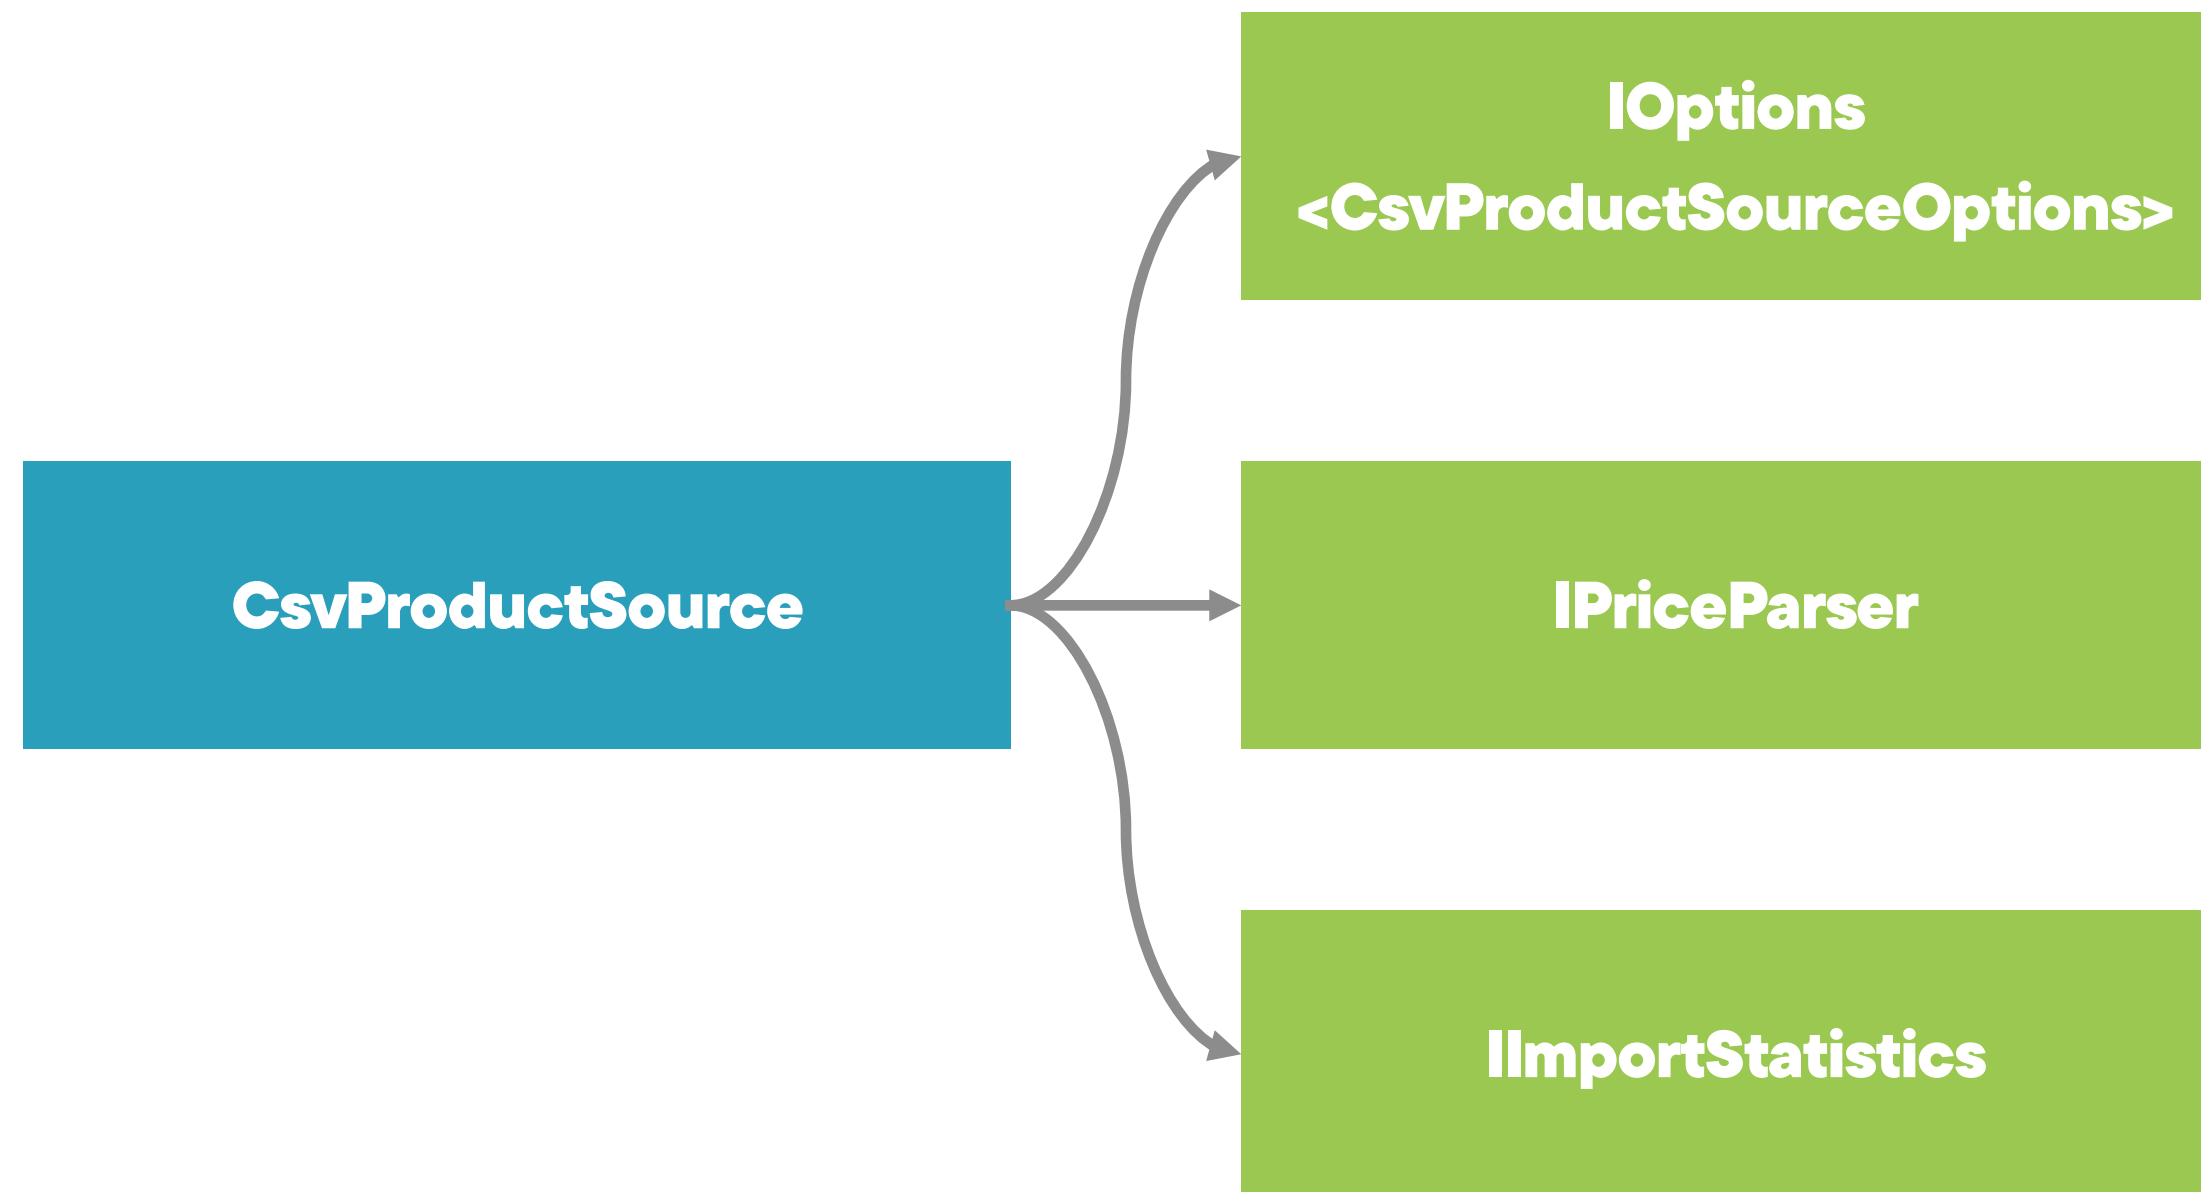 IOptions
<CsvProductSourceOptions>
CsvProductSource
IPriceParser
IImportStatistics